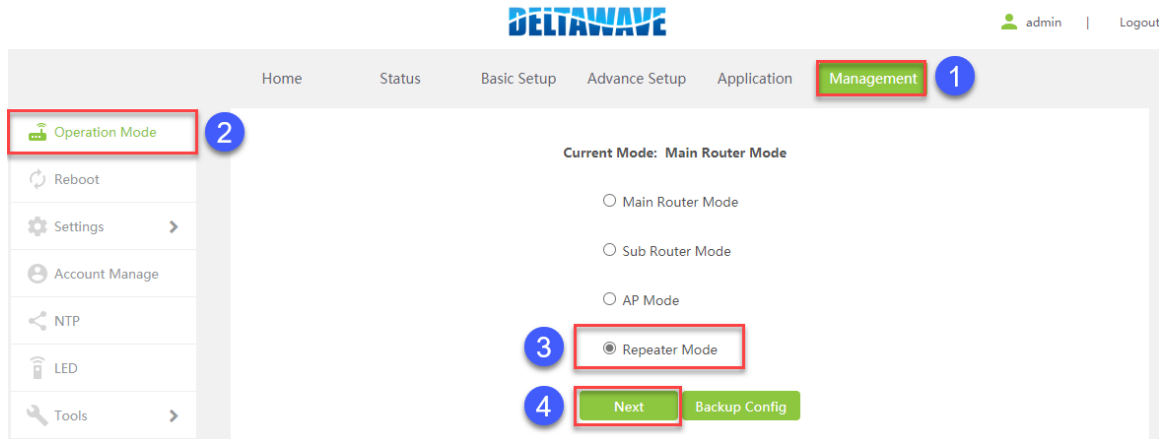 DELTAWAVE
admin | Logout
Home Status Basic Setup Advance Setup Application Management 1
Operation Mode 2
Current Mode: Main Router Mode
Reboot
Main Router Mode
Settings
Sub Router Mode
Account Manage
AP Mode
NTP
3 Repeater Mode
LED
4 Next Backup Config
Tools